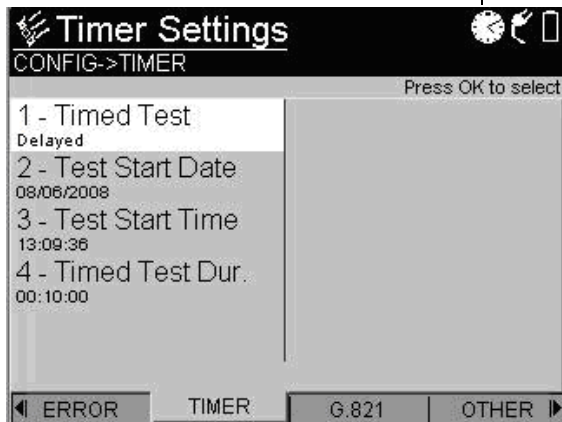 Timer Settings
CONFIG->TIMER
Press OK to select
1 - Timed Test
Delayed
2 - Test Start Date
08/06/2008
3 - Test Start Time
13:09:36
4 - Timed Test Dur.
00:10:00
ERROR TIMER G.821 OTHER